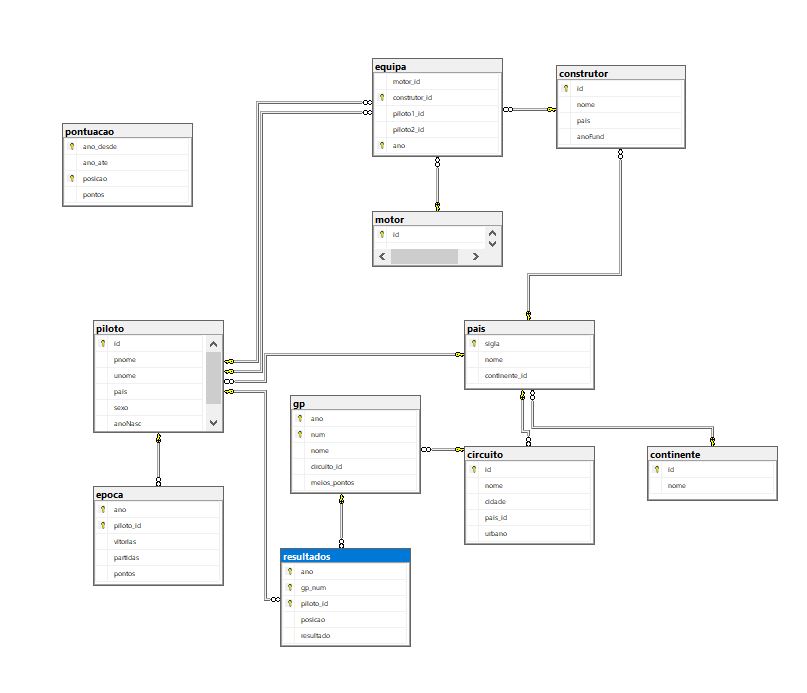 equipa
motor_id
construtor_id
piloto1_id
piloto2_id
ano
construtor
id
nome
pais
anoFund
pontuacao
ano_desde
ano_ate
posicao
pontos
motor
id
piloto
id
pnome
unome
pais
sexo
anoNasc
pais
sigla
nome
continente_id
gp
ano
num
nome
circuito_id
meios_pontos
circuito
id
nome
cidade
pais_id
urbano
continente
id
nome
epoca
ano
piloto_id
vitorias
partidas
pontos
resultados
ano
gp_num
piloto_id
posicao
resultado